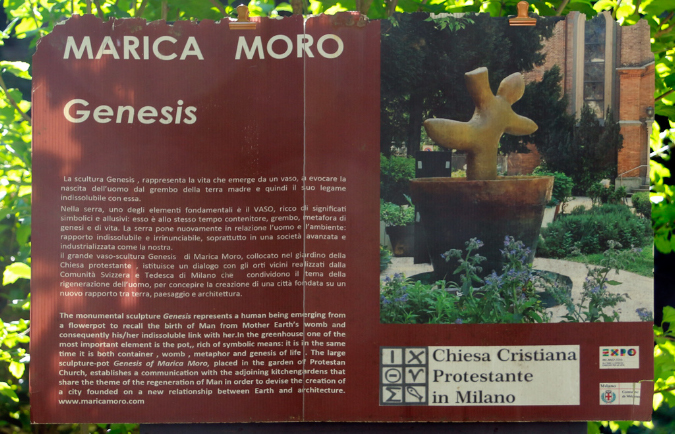 MARICA MORO
Genesis
La scultura Genesis , rappresenta la vita che emerge da un vaso, a evocare la
nascita dell'uomo dal grembo della terra madre e quindi il suo legame
indissolubile con essa.
Nella serra, uno degli elementi fondamentali è il VASO, ricco di significati
simbolici e allusivi: esso è allo stesso tempo contenitore, grembo, metafora di
genesi e di vita. La serra pone nuovamente in relazione l'uomo e l'ambiente:
rapporto indissolubile e irrinunciabile, soprattutto in una società avanzata e
industrializzata come la nostra.
Il grande vaso-scultura Genesis di Marica Moro, collocato nel giardino della
Chiesa protestante , istituisce un dialogo con gli orti vicini realizzati dalla
Comunità Svizzera e Tedesca di Milano che condividono il tema della
rigenerazione dell'uomo, per concepire la creazione di una città fondata su un
nuovo rapporto tra terra, paesaggio e architettura.
The monumental sculpture Genesis represents a human being emerging from
a flowerpot to recall the birth of Man from Mother Earth's womb and
consequently his/her indissoluble link with her.In the greenhouse one of the
most important element is the pot,, rich of symbolic means: it is in the same
time it is both container , womb , metaphor and genesis of life . The large
sculpture-pot Genesis of Marica Moro, placed in the garden of Protestan
Church, establishes a communication with the adjoining kitchengardens that
share the theme of the regeneration of Man in order to devise the creation of
a city founded on a new relationship between Earth and architecture.
www.maricamoro.com
Chiesa Cristiana
Protestante
in Milano
EXPO
Milano